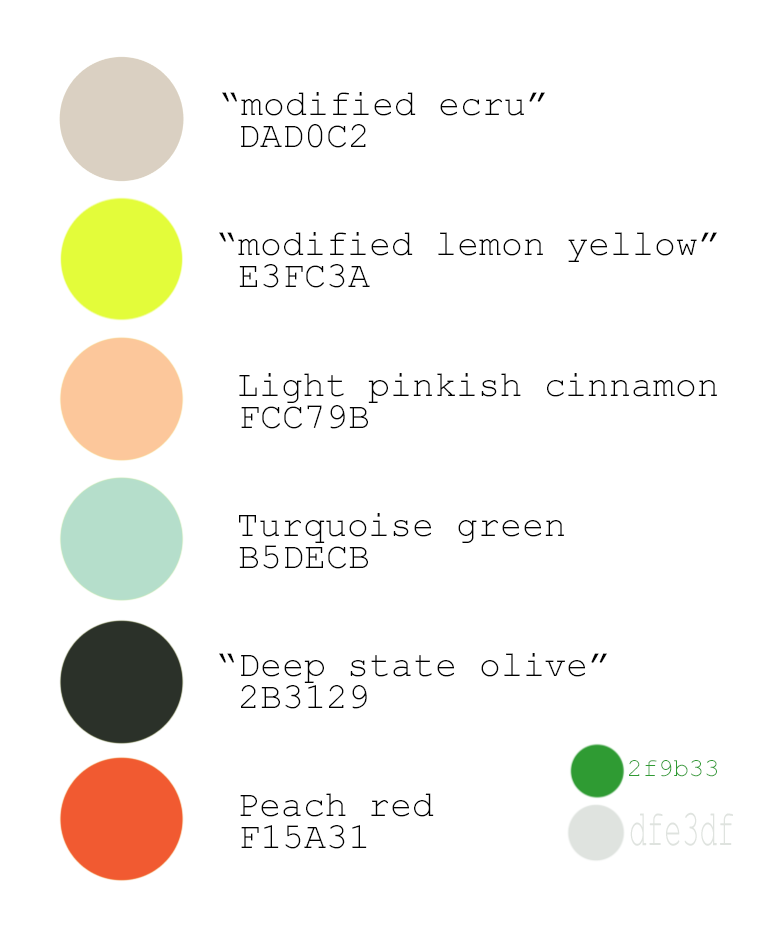 “modified ecru”
DAD0C2
“modified lemon yellow”
E3FC3A
Light pinkish cinnamon
FCC79B
Turquoise green
B5DECB
“Deep state olive”
2B3129
Peach red
F15A31
2f9b33
dfe3df